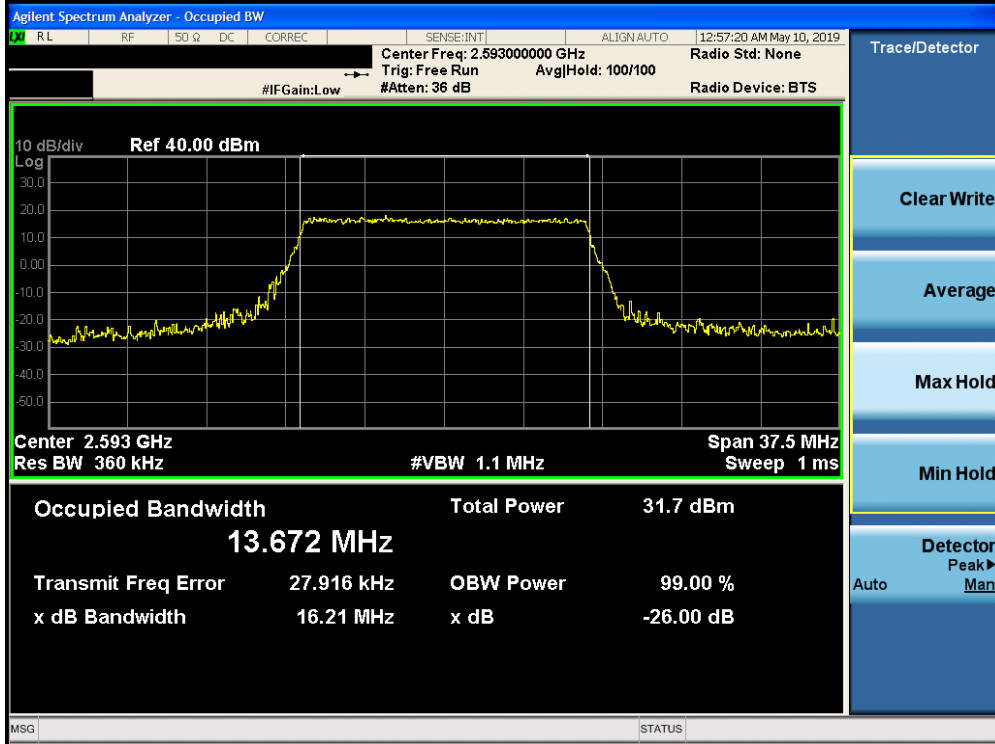 Agilent Spectrum Analyzer - Occupied BW
LXI RL RF 50 Ω DC CORREC SENSE:INT ALIGN AUTO 12:57:20 AM May 10, 2019
Center Freq: 2.593000000 GHz Radio Std: None
Trig: Free Run Avg|Hold: 100/100
#IFGain:Low #Atten: 36 dB Radio Device: BTS
10 dB/div Ref 40.00 dBm
Log
30.0
20.0
10.0
0.00
-10.0
-20.0
-30.0
-40.0
-50.0
Center 2.593 GHz Span 37.5 MHz
Res BW 360 kHz #VBW 1.1 MHz Sweep 1 ms
Occupied Bandwidth Total Power 31.7 dBm
13.672 MHz
Transmit Freq Error 27.916 kHz OBW Power 99.00 %
x dB Bandwidth 16.21 MHz x dB -26.00 dB
MSG STATUS
Trace/Detector
Clear Write
Average
Max Hold
Min Hold
Detector
Peak▶
Auto Man